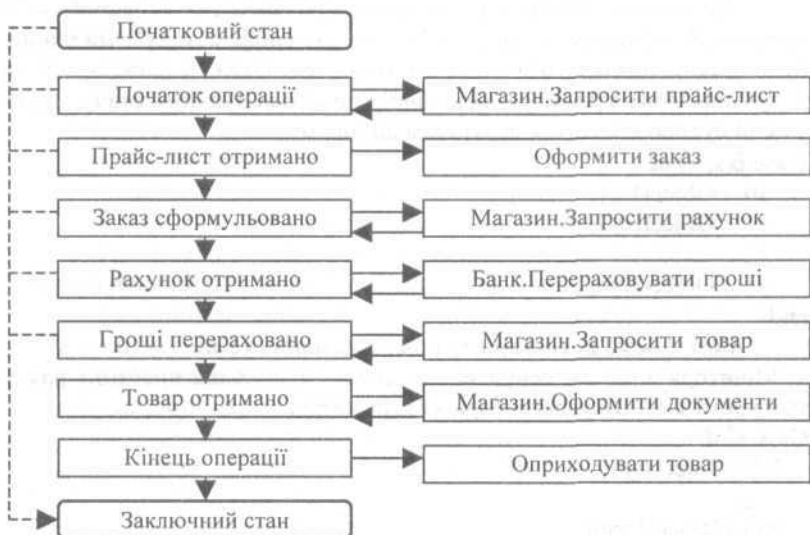 Початковий стан
Початок операції
Магазин.Запросити прайс-лист
Прайс-лист отримано
Оформити заказ
Заказ сформульовано
Магазин.Запросити рахунок
Рахунок отримано
Банк.Перераховувати гроші
Гроші перераховано
Магазин.Запросити товар
Товар отримано
Магазин.Оформити документи
Кінець операції
Оприходувати товар
Заключний стан